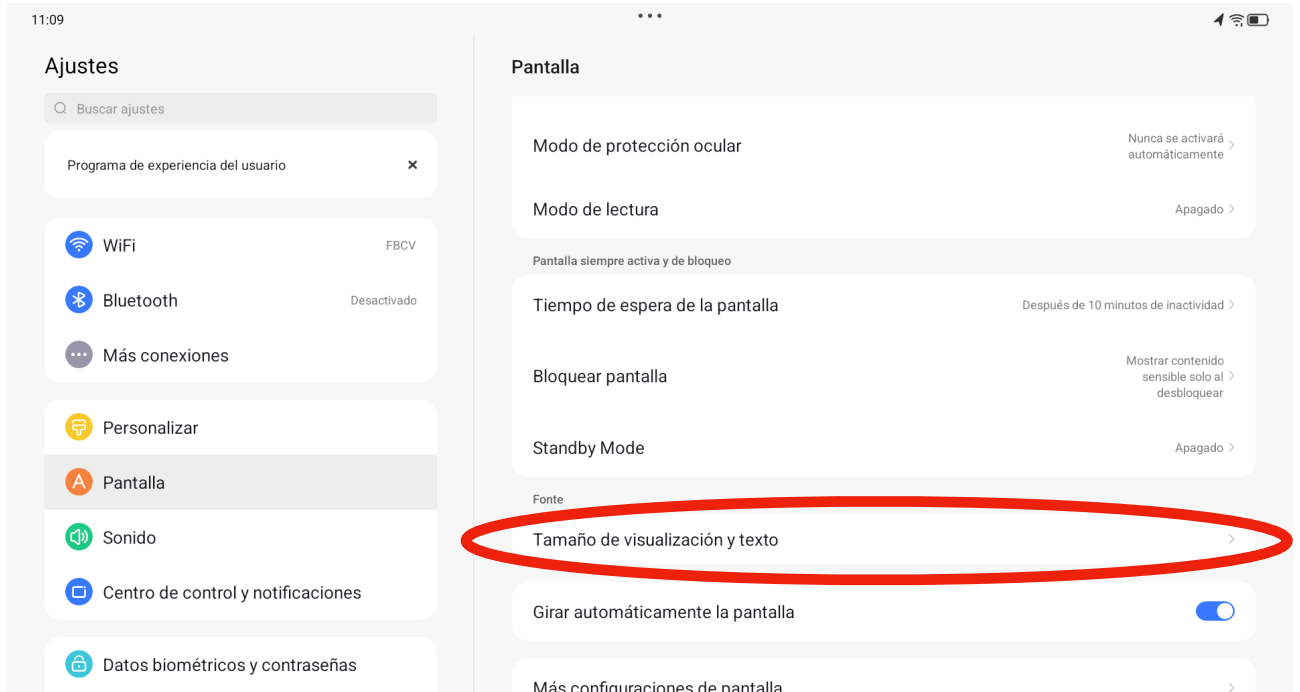 11:09
Ajustes
Buscar ajustes
Programa de experiencia del usuario
WiFi FBCV
Bluetooth Desactivado
Más conexiones
Personalizar
Pantalla
Sonido
Centro de control y notificaciones
Datos biométricos y contraseñas
Pantalla
Modo de protección ocular Nunca se activará
automáticamente
Modo de lectura Apagado
Pantalla siempre activa y de bloqueo
Tiempo de espera de la pantalla Después de 10 minutos de inactividad
Bloquear pantalla Mostrar contenido
sensible solo al
desbloquear
Standby Mode Apagado
Fonte
Tamaño de visualización y texto
Girar automáticamente la pantalla
Más configuraciones de pantalla